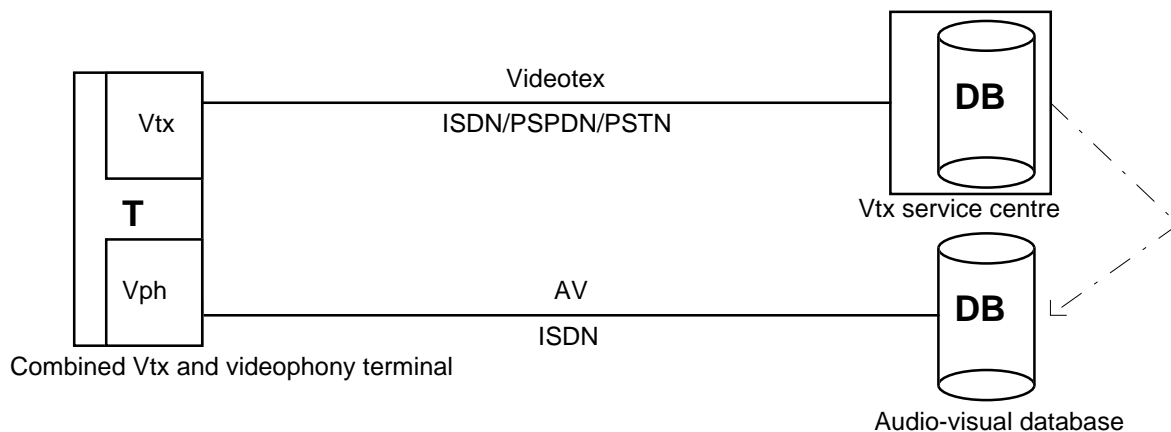 Videotex
DB
Vtx
ISDN/PSPDN/PSTN
Vtx service centre
T
Vph
AV
DB
ISDN
Combined Vtx and videophony terminal
Audio-visual database